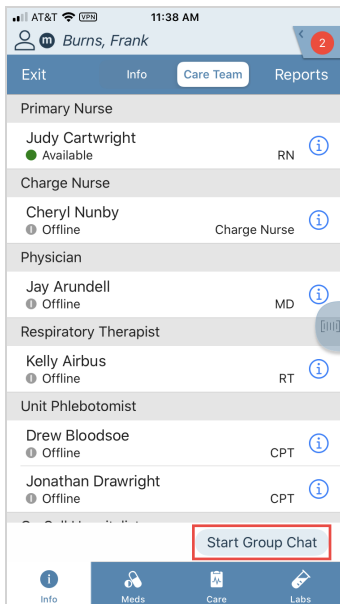 AT&T VPN 11:38 AM
m Burns, Frank
2
Exit Info Care Team Reports
Primary Nurse
Judy Cartwright
Available RN
Charge Nurse
Cheryl Nunby
Offline Charge Nurse
Physician
Jay Arundell
Offline MD
Respiratory Therapist
Kelly Airbus
Offline RT
Unit Phlebotomist
Drew Bloodsoe
Offline CPT
Jonathan Drawright
Offline CPT
Start Group Chat
Info Meds Care Labs